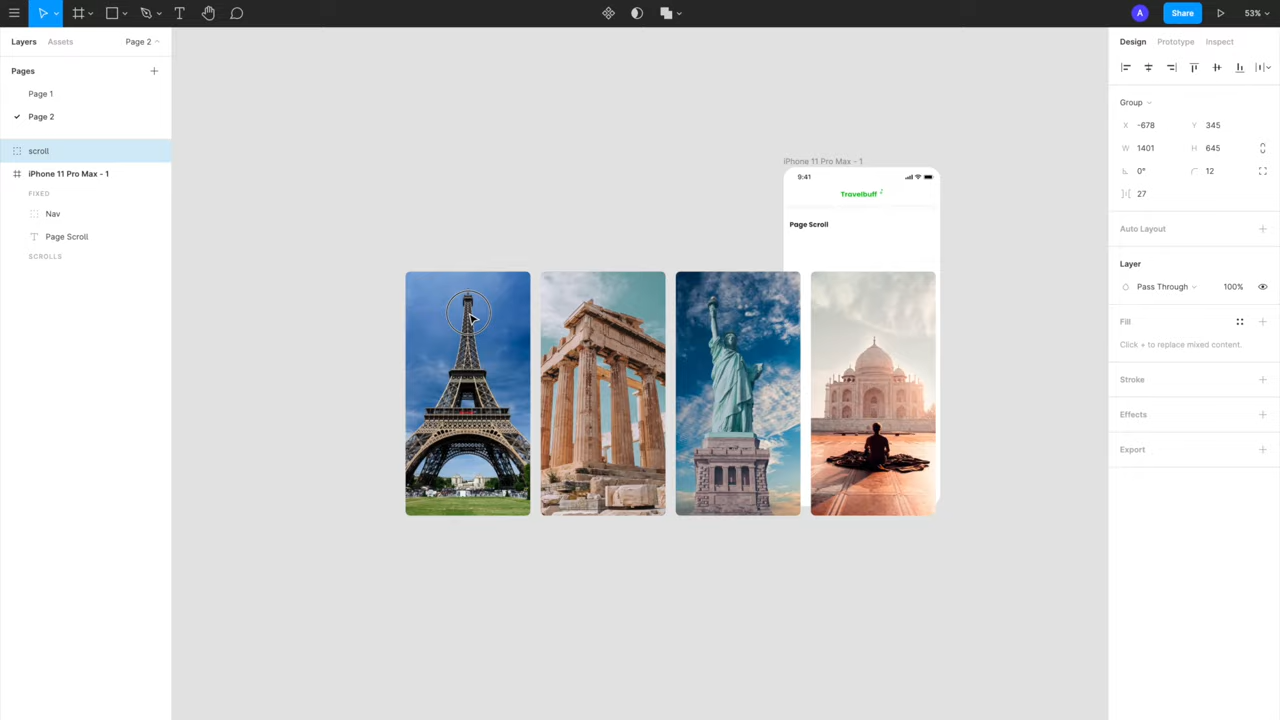 A
Share
53%
Layers
Assets
Page 2
Pages
Page 1
Page 2
scroll
iPhone 11 Pro Max - 1
FIXED
Nav
Page Scroll
SCROLLS
iPhone 11 Pro Max - 1
9:41
Travelbuff
Page Scroll
Design
Prototype
Inspect
Group
X -678
Y 345
W 1401
H 645
0°
12
27
Auto Layout
Layer
Pass Through
100%
Fill
Click + to replace mixed content.
Stroke
Effects
Export